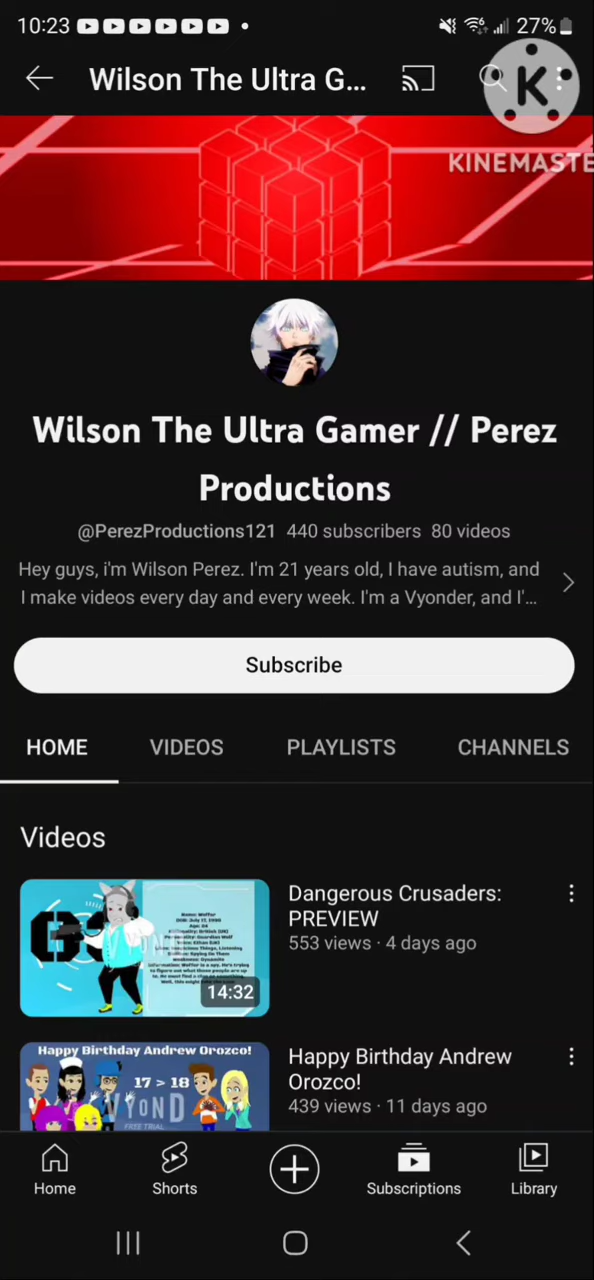 10:23 27%
Wilson The Ultra G...
K
KINEMASTE
Wilson The Ultra Gamer // Perez
Productions
@PerezProductions121 440 subscribers 80 videos
Hey guys, i'm Wilson Perez. I'm 21 years old, I have autism, and
I make videos every day and every week. I'm a Vyonder, and I'...
Subscribe
HOME VIDEOS PLAYLISTS CHANNELS
Videos
Dangerous Crusaders:
PREVIEW
553 views · 4 days ago
14:32
Happy Birthday Andrew Orozco!
17 > 18
VYOND
FREE TRIAL
Happy Birthday Andrew
Orozco!
439 views · 11 days ago
Home Shorts Subscriptions Library